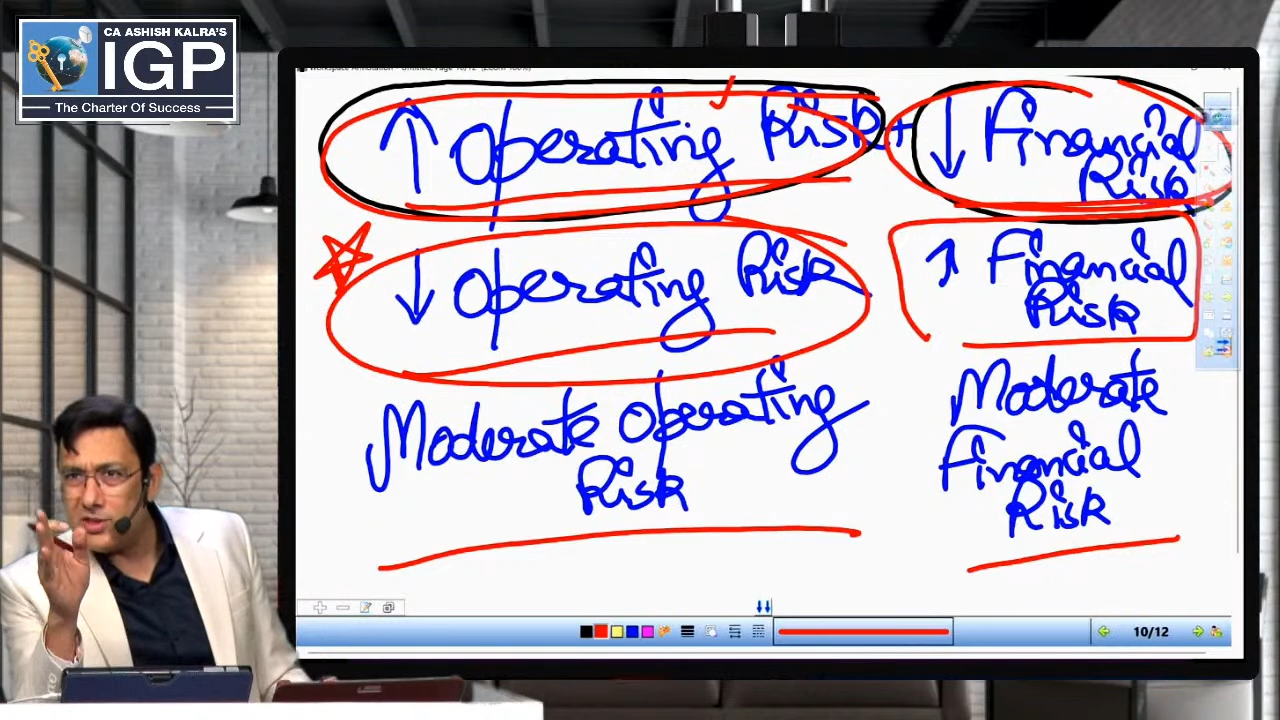 CA ASHISH KALRA'S
IGP
The Charter Of Success
↑ Operating Risk + ↓ Financial Risk
↓ Operating Risk ↑ Financial Risk
Moderate Operating Risk
Moderate Financial Risk
10/12